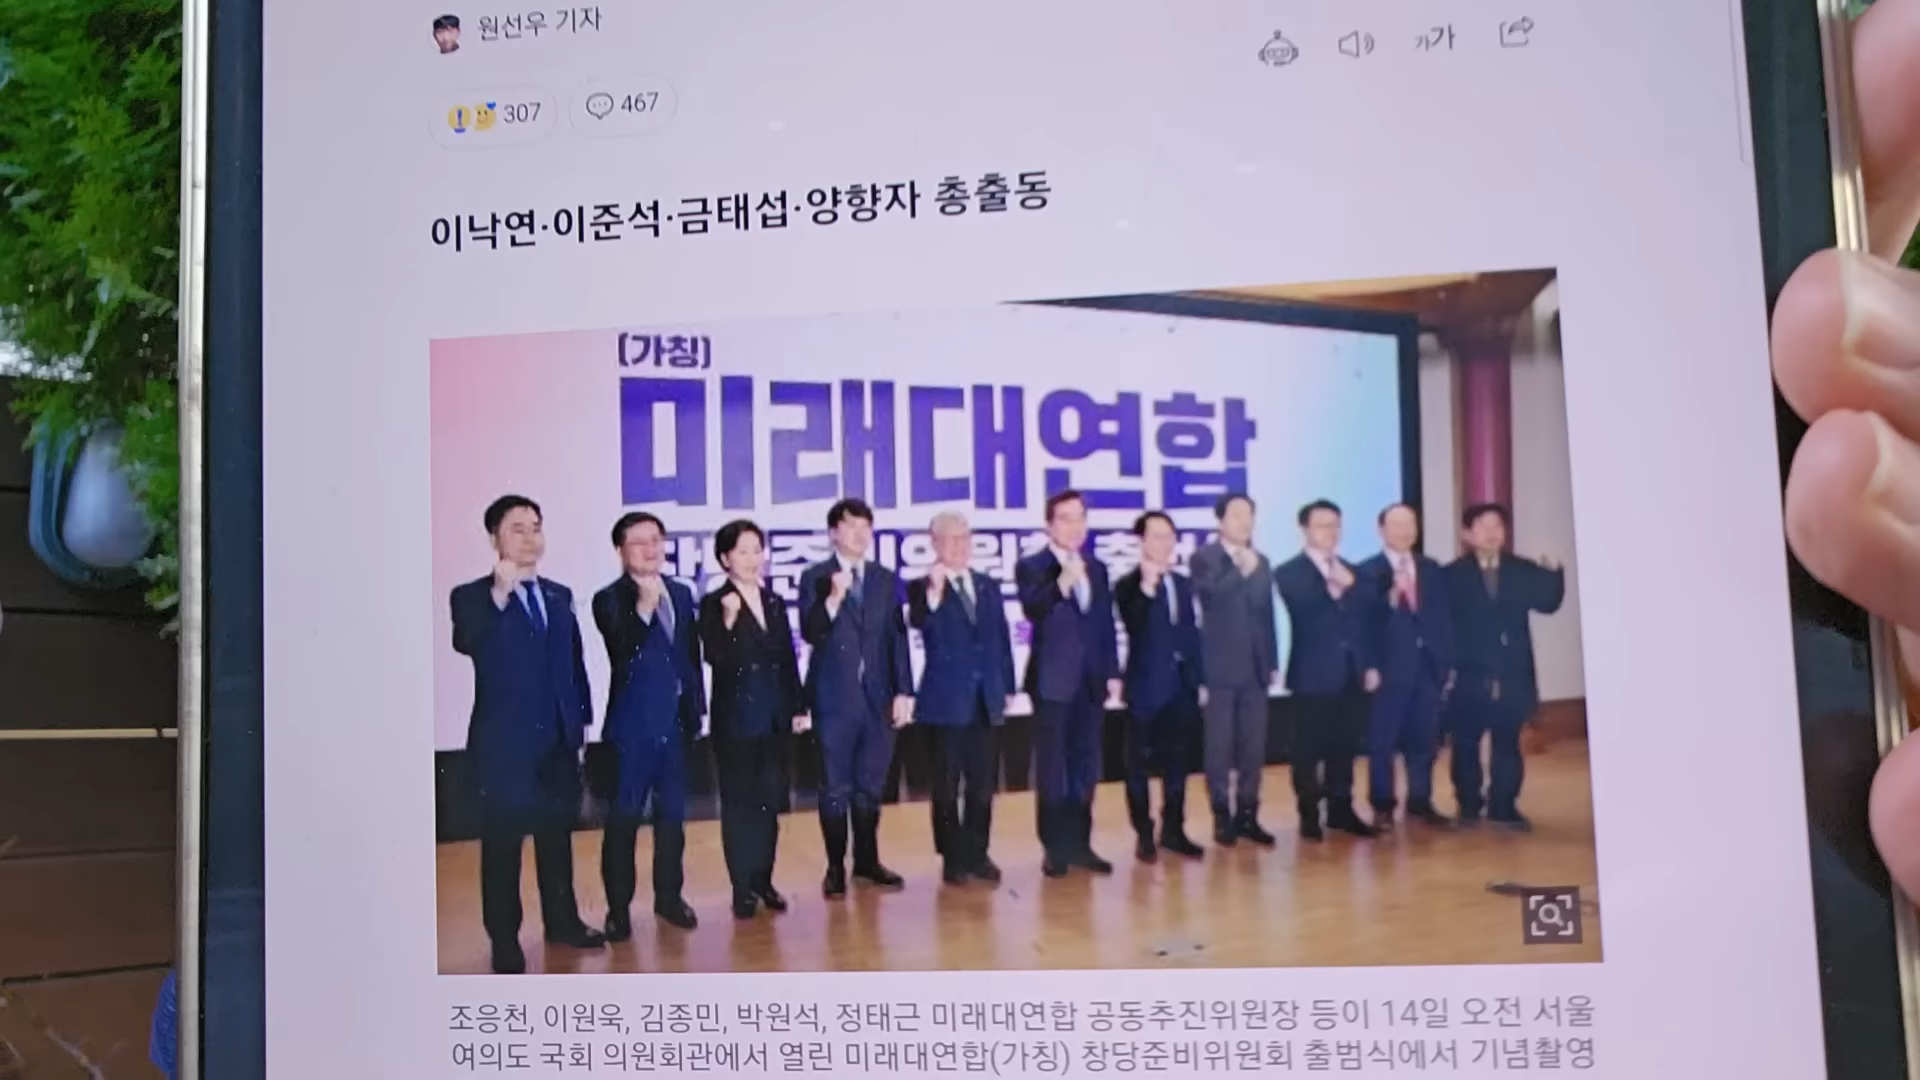 원선우 기자
가가
307
467
이낙연·이준석·금태섭·양향자 총출동
(가칭)
미래대연합
조응천, 이원욱, 김종민, 박원석, 정태근 미래대연합 공동추진위원장 등이 14일 오전 서울
여의도 국회 의원회관에서 열린 미래대연합(가칭) 창당준비위원회 출범식에서 기념촬영